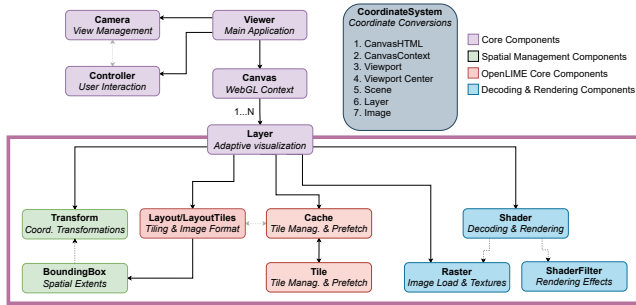 Camera
View Management
Viewer
Main Application
CoordinateSystem
Coordinate Conversions
1. CanvasHTML
2. CanvasContext
3. Viewport
4. Viewport Center
5. Scene
6. Layer
7. Image
Core Components
Spatial Management Components
OpenLIME Core Components
Decoding & Rendering Components
Controller
User Interaction
Canvas
WebGL Context
1...N
Layer
Adaptive visualization
Transform
Coord. Transformations
Layout/LayoutTiles
Tiling & Image Format
Cache
Tile Manag. & Prefetch
Shader
Decoding & Rendering
BoundingBox
Spatial Extents
Tile
Tile Manag. & Prefetch
Raster
Image Load & Textures
ShaderFilter
Rendering Effects